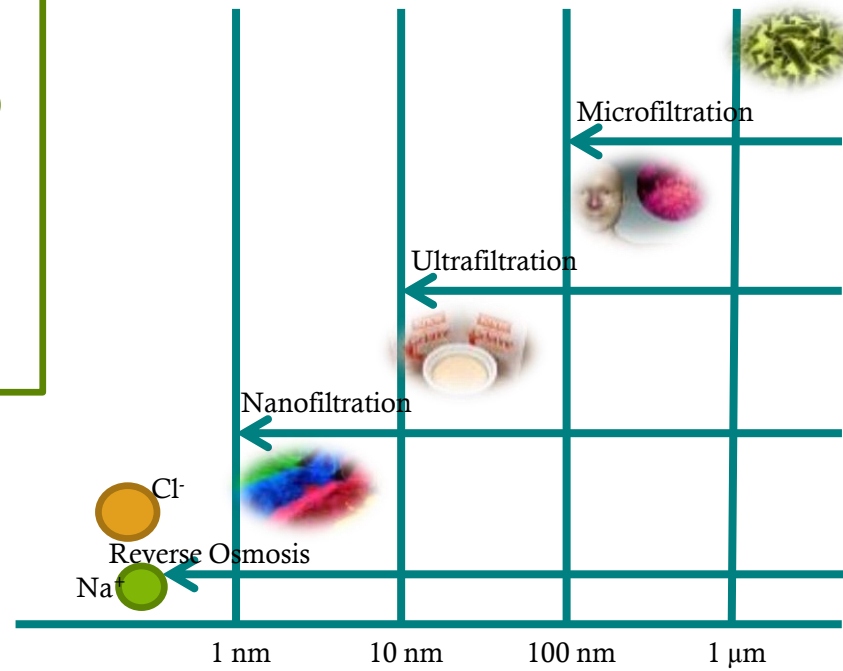 Microfiltration
Ultrafiltration
Nanofiltration
Cl-
Reverse Osmosis
Na+
1 nm
10 nm
100 nm
1 µm